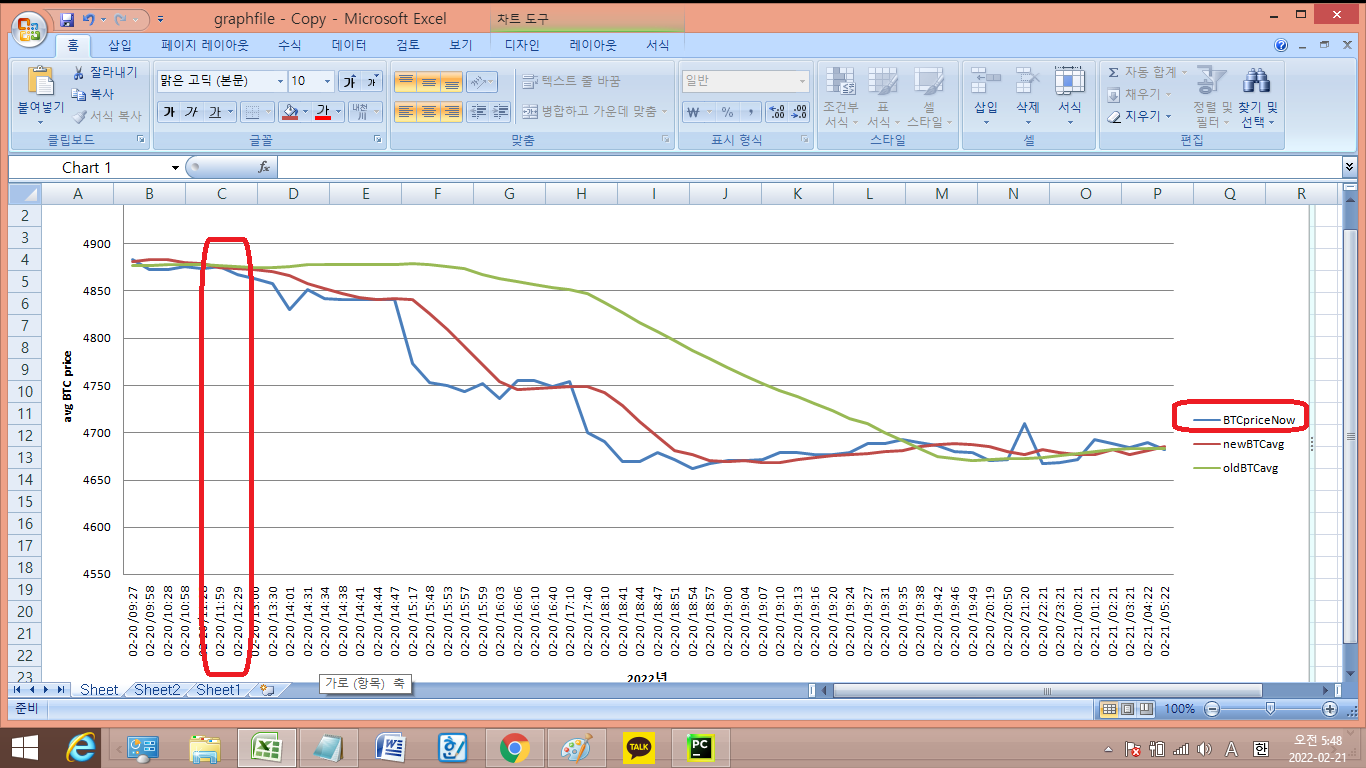 graphfile - Copy - Microsoft Excel
차트 도구
홈 삽입 페이지 레이아웃 수식 데이터 검토 보기 디자인 레이아웃 서식
붙여넣기
잘라내기
복사
서식 복사
클립보드
맑은 고딕 (본문) 10
가 가
가 가 가 가 내천
글꼴
텍스트 줄 바꿈
병합하고 가운데 맞춤
맞춤
일반
₩ % ,
표시 형식
조건부 서식
표 서식
셀 스타일
스타일
삽입 삭제 서식
셀
Σ 자동 합계
채우기
지우기
정렬 및 필터
찾기 및 선택
편집
Chart 1 fx
A B C D E F G H I J K L M N O P Q R
2
3
4
5
6
7
8
9
10
11
12
13
14
15
16
17
18
19
20
21
22
23
avg BTC price
4900
4850
4800
4750
4700
4650
4600
4550
BTCpriceNow
newBTCavg
oldBTCavg
02-20 /09:27
02-20 /09:58
02-20 /10:28
02-20 /10:58
02-20 /11:28
02-20 /11:59
02-20 /12:29
02-20 /13:00
02-20 /13:30
02-20 /14:01
02-20 /14:31
02-20 /14:34
02-20 /14:38
02-20 /14:41
02-20 /14:44
02-20 /14:47
02-20 /15:17
02-20 /15:48
02-20 /15:53
02-20 /15:57
02-20 /15:59
02-20 /16:03
02-20 /16:06
02-20 /16:10
02-20 /16:40
02-20 /17:10
02-20 /17:40
02-20 /18:10
02-20 /18:41
02-20 /18:44
02-20 /18:47
02-20 /18:51
02-20 /18:54
02-20 /18:57
02-20 /19:00
02-20 /19:04
02-20 /19:07
02-20 /19:10
02-20 /19:13
02-20 /19:16
02-20 /19:20
02-20 /19:24
02-20 /19:27
02-20 /19:31
02-20 /19:35
02-20 /19:38
02-20 /19:42
02-20 /19:46
02-20 /19:49
02-20 /20:19
02-20 /20:50
02-20 /21:20
02-20 /22:21
02-20 /23:21
02-21 /00:21
02-21 /01:21
02-21 /02:21
02-21 /03:21
02-21 /04:22
02-21 /05:22
2022년
Sheet Sheet2 Sheet1
가로 (항목) 축
준비 100%
TALK PC A 한
오전 5:48
2022-02-21